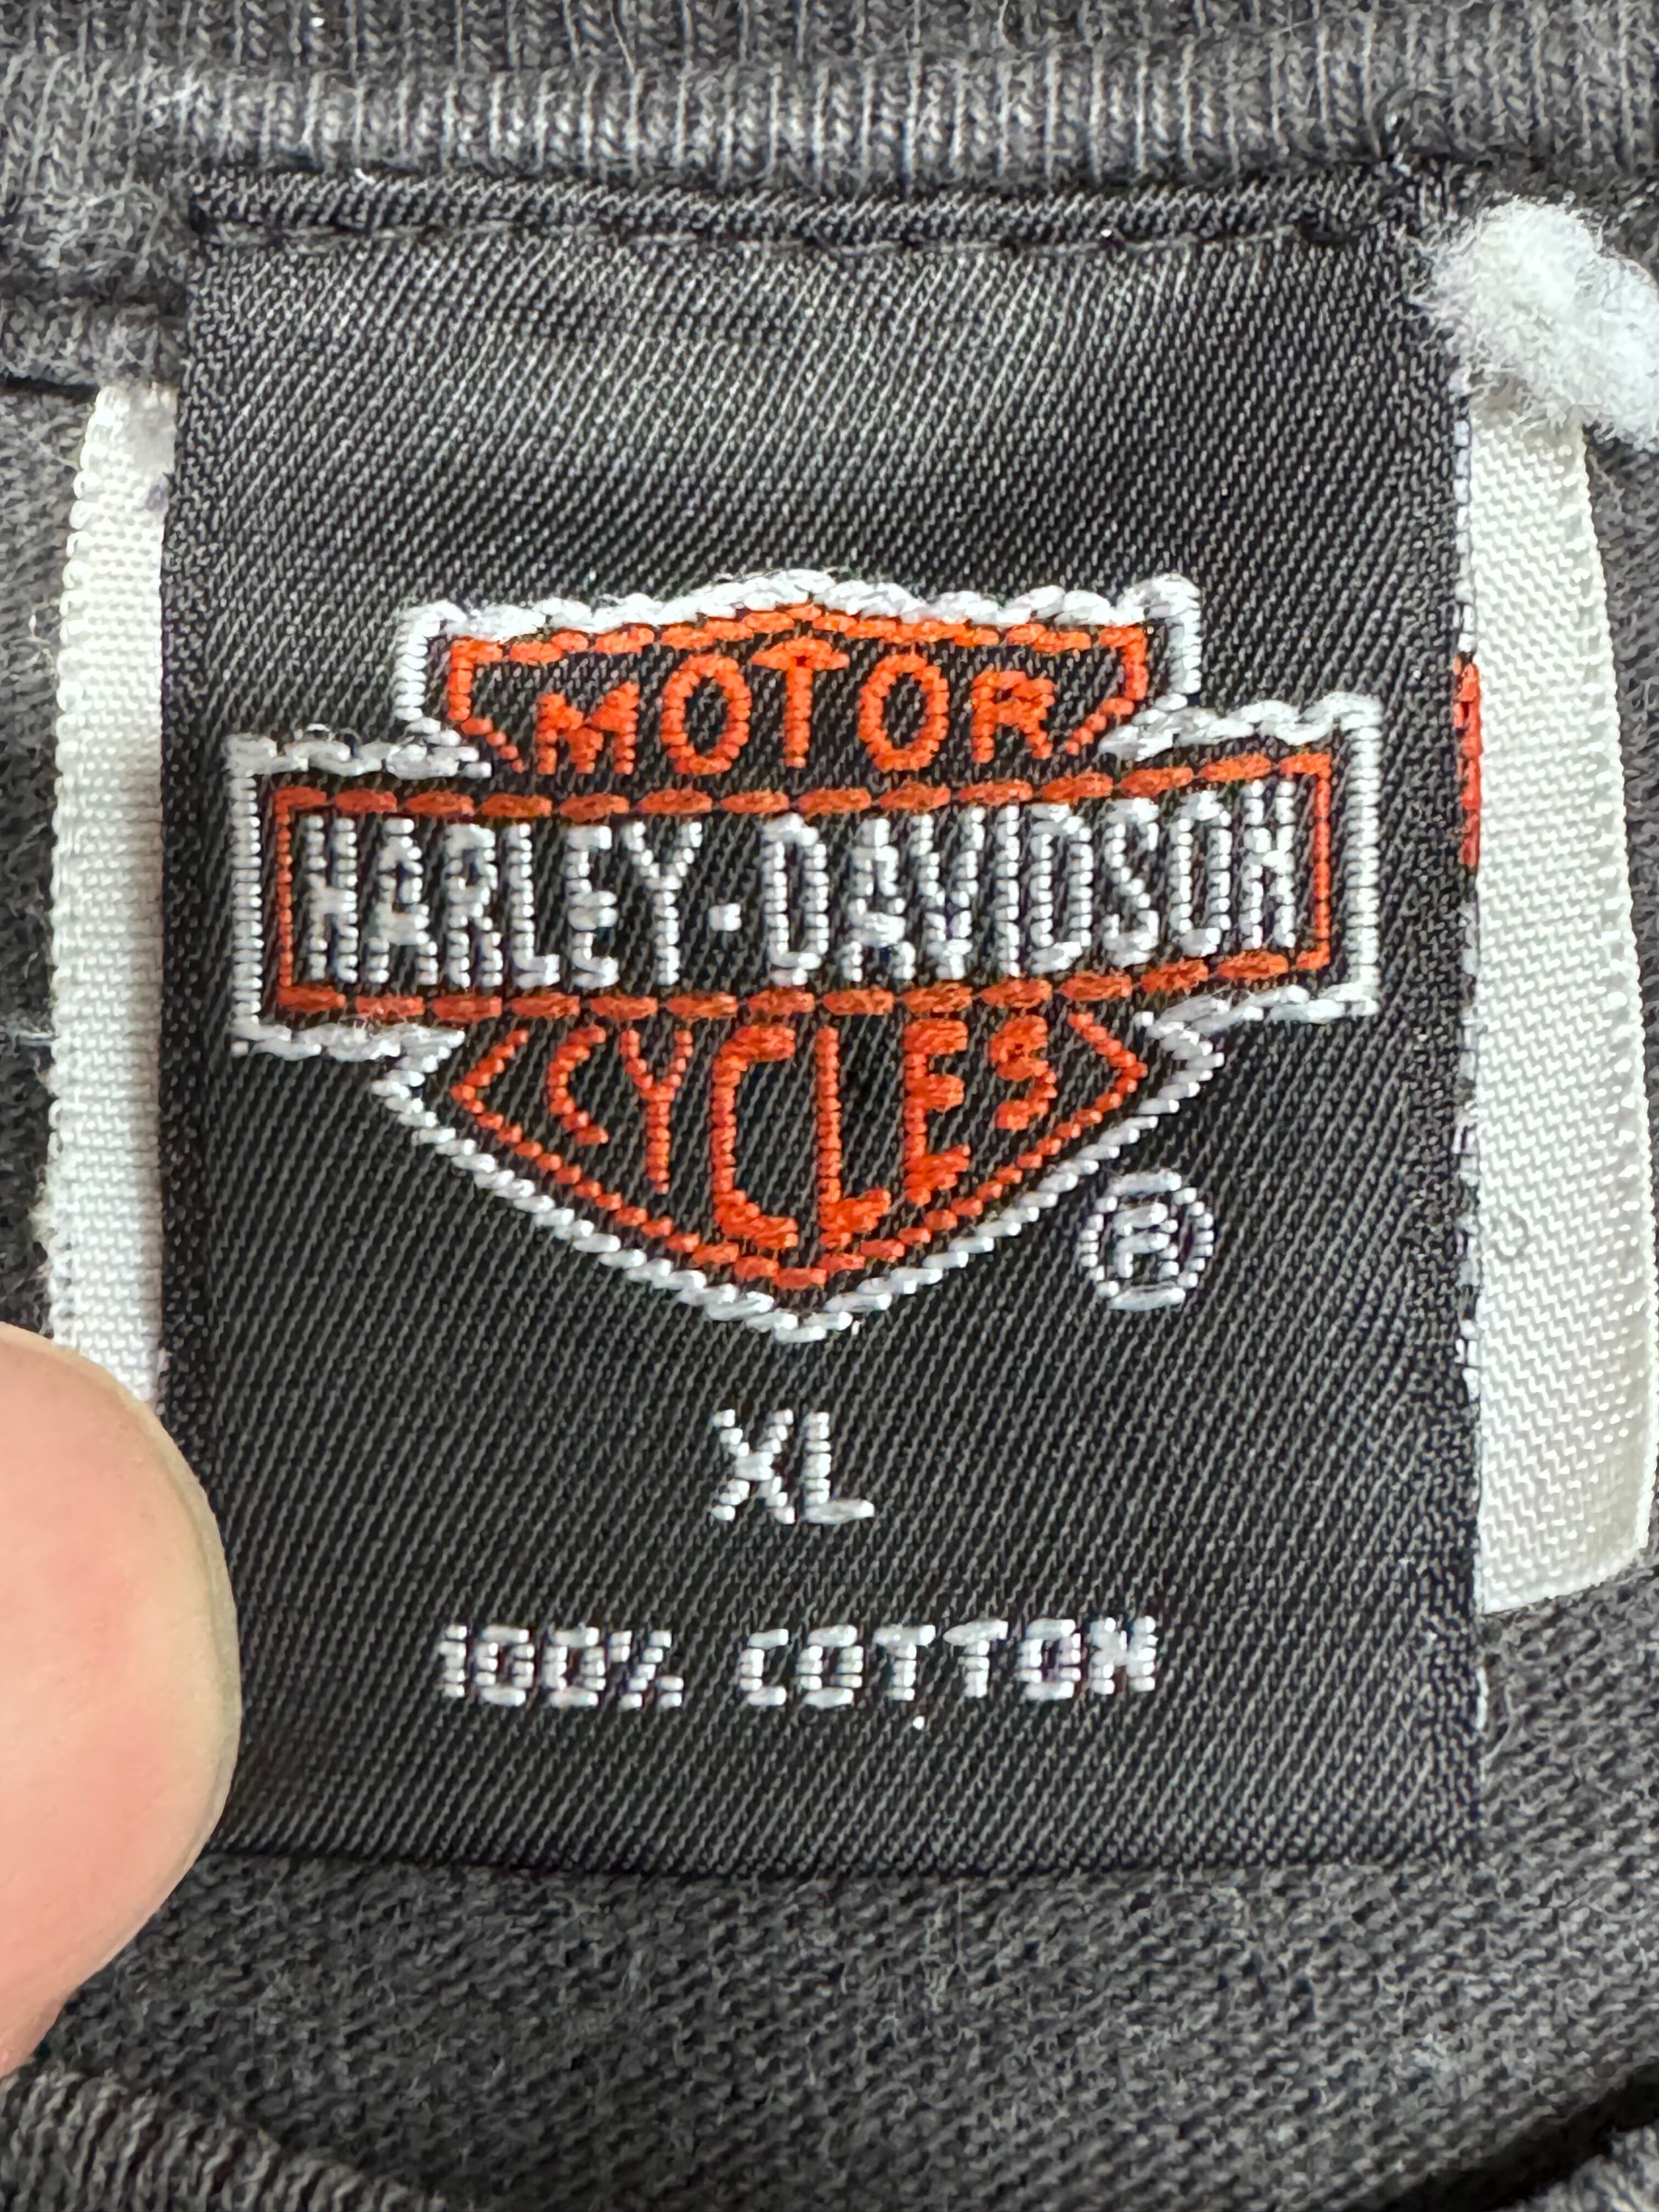 MOTOR
HARLEY-DAVIDSON
CYCLES
®
XL
100% COTTON